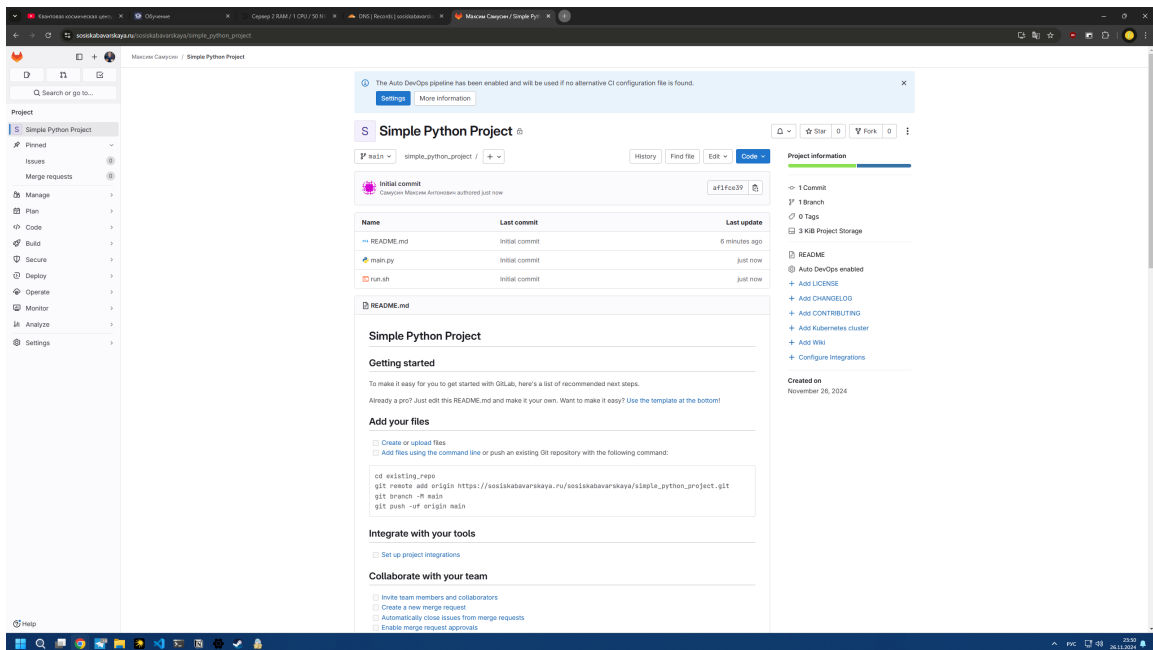 Квантовая космическая цени
Обучение
Сервер 2 RAM / 1 CPU / 50 N
DNS | Records | sosiskabavarsk
Максим Самусин / Simple Pyt
sosiskabavarskaya.ru/sosiskabavarskaya/simple_python_project
Максим Самусин / Simple Python Project
Search or go to...
Project
S Simple Python Project
Pinned
Issues 0
Merge requests 0
Manage
Plan
Code
Build
Secure
Deploy
Operate
Monitor
Analyze
Settings
Help
The Auto DevOps pipeline has been enabled and will be used if no alternative CI configuration file is found.
Settings More information
S Simple Python Project
Star 0 Fork 0
main simple_python_project / +
History Find file Edit Code
Initial commit
Самусин Максим Антонович authored just now
af1fce39
Name Last commit Last update
README.md Initial commit 6 minutes ago
main.py Initial commit just now
run.sh Initial commit just now
README.md
Simple Python Project
Getting started
To make it easy for you to get started with GitLab, here's a list of recommended next steps.
Already a pro? Just edit this README.md and make it your own. Want to make it easy? Use the template at the bottom!
Add your files
Create or upload files
Add files using the command line or push an existing Git repository with the following command:
cd existing_repo
git remote add origin https://sosiskabavarskaya.ru/sosiskabavarskaya/simple_python_project.git
git branch -M main
git push -uf origin main
Integrate with your tools
Set up project integrations
Collaborate with your team
Invite team members and collaborators
Create a new merge request
Automatically close issues from merge requests
Enable merge request approvals
Project information
1 Commit
1 Branch
0 Tags
3 KiB Project Storage
README
Auto DevOps enabled
+ Add LICENSE
+ Add CHANGELOG
+ Add CONTRIBUTING
+ Add Kubernetes cluster
+ Add Wiki
+ Configure Integrations
Created on
November 26, 2024
РУС
23:50
26.11.2024